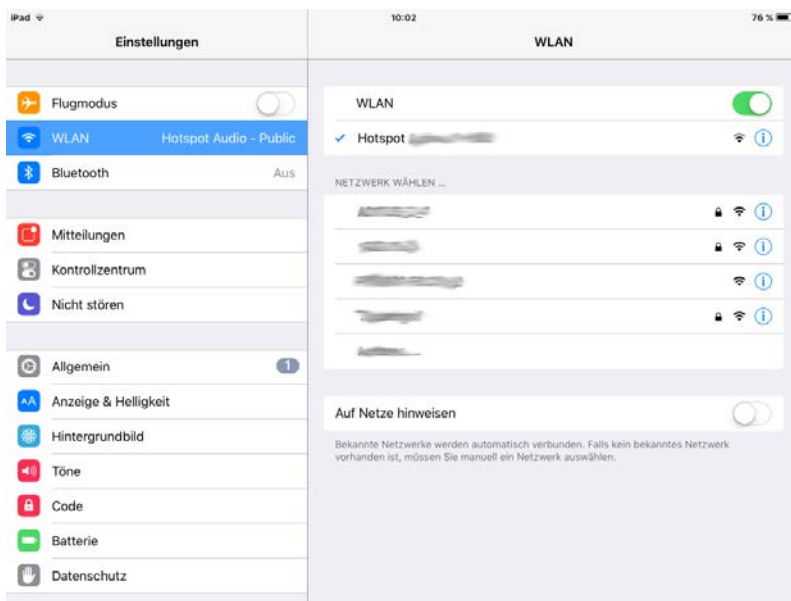 iPad
10:02
76 %
Einstellungen
WLAN
Flugmodus
WLAN Hotspot Audio - Public
Bluetooth Aus
Mitteilungen
Kontrollzentrum
Nicht stören
Allgemein 1
Anzeige & Helligkeit
Hintergrundbild
Töne
Code
Batterie
Datenschutz
WLAN
Hotspot
NETZWERK WÄHLEN ...
Auf Netze hinweisen
Bekannte Netzwerke werden automatisch verbunden. Falls kein bekanntes Netzwerk
vorhanden ist, müssen Sie manuell ein Netzwerk auswählen.